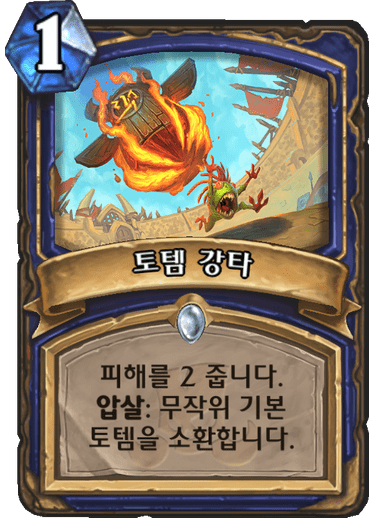 1
토템 강타
피해를 2 줍니다.
압살: 무작위 기본
토템을 소환합니다.